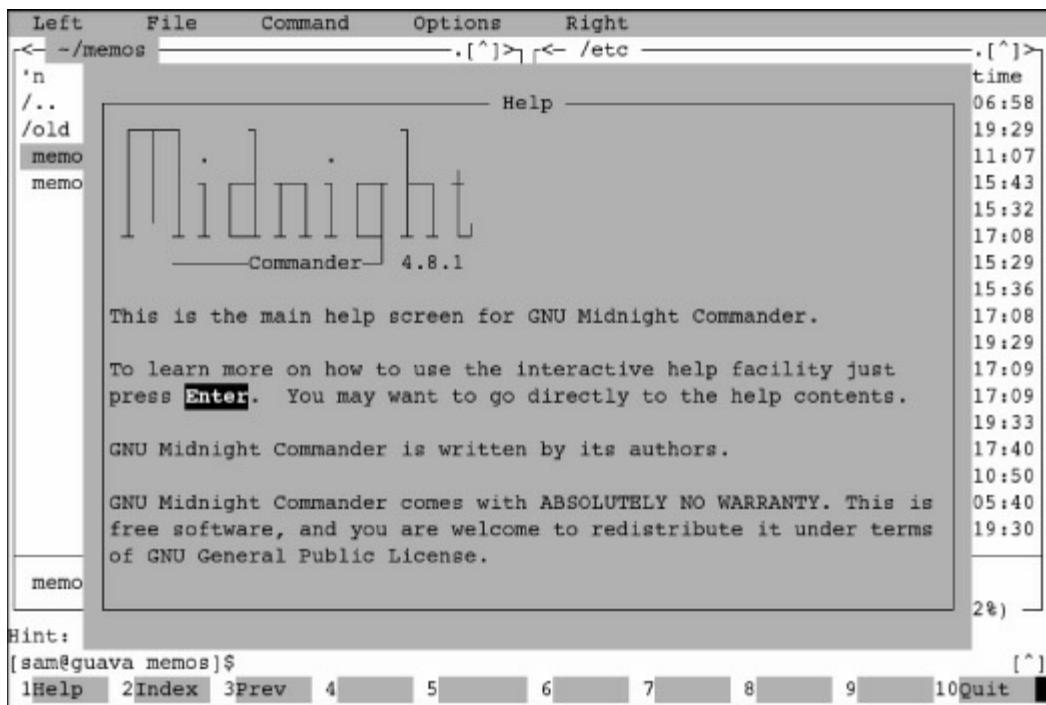 Left File Command Options Right
<- ~/memos .[^]> <- /etc .[^]>
'n time
/.. 06:58
Help
/old 19:29
memo 11:07
memo 15:43
15:32
Midnight
17:08
Commander 4.8.1 15:29
15:36
This is the main help screen for GNU Midnight Commander. 17:08
19:29
To learn more on how to use the interactive help facility just 17:09
press Enter. You may want to go directly to the help contents. 17:09
19:33
GNU Midnight Commander is written by its authors. 17:40
10:50
GNU Midnight Commander comes with ABSOLUTELY NO WARRANTY. This is 05:40
free software, and you are welcome to redistribute it under terms 19:30
of GNU General Public License.
memo
2%)
Hint:
[sam@guava memos]$ [^]
1Help 2Index 3Prev 4 5 6 7 8 9 10Quit